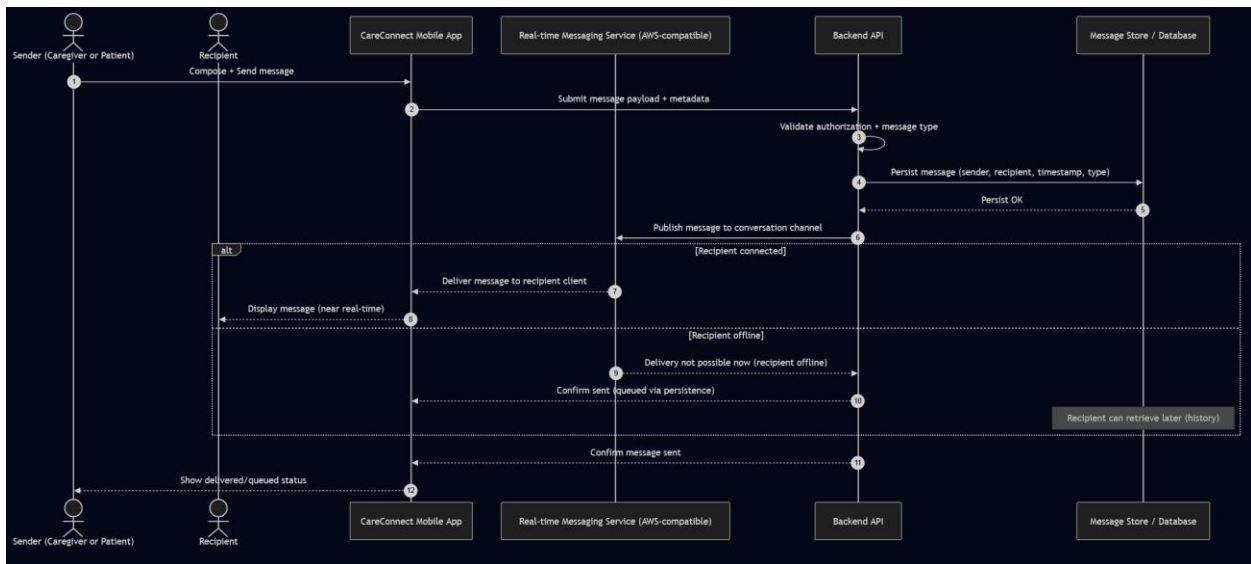 Sender (Caregiver or Patient)
Recipient
CareConnect Mobile App
Real-time Messaging Service (AWS-compatible)
Backend API
Message Store / Database
Compose + Send message
1
Submit message payload + metadata
2
Validate authorization + message type
3
Persist message (sender, recipient, timestamp, type)
4
Persist OK
5
Publish message to conversation channel
6
alt
[Recipient connected]
Deliver message to recipient client
7
Display message (near real-time)
8
[Recipient offline]
Delivery not possible now (recipient offline)
9
Confirm sent (queued via persistence)
10
Recipient can retrieve later (history)
Confirm message sent
11
Show delivered/queued status
12
Sender (Caregiver or Patient)
Recipient
CareConnect Mobile App
Real-time Messaging Service (AWS-compatible)
Backend API
Message Store / Database